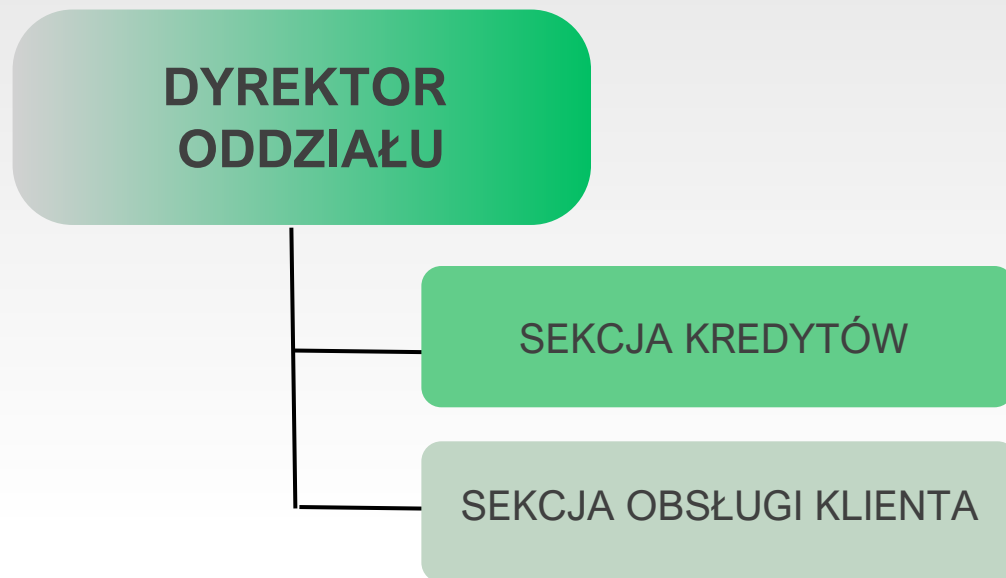 DYREKTOR
ODDZIAŁU
SEKCJA KREDYTÓW
SEKCJA OBSŁUGI KLIENTA